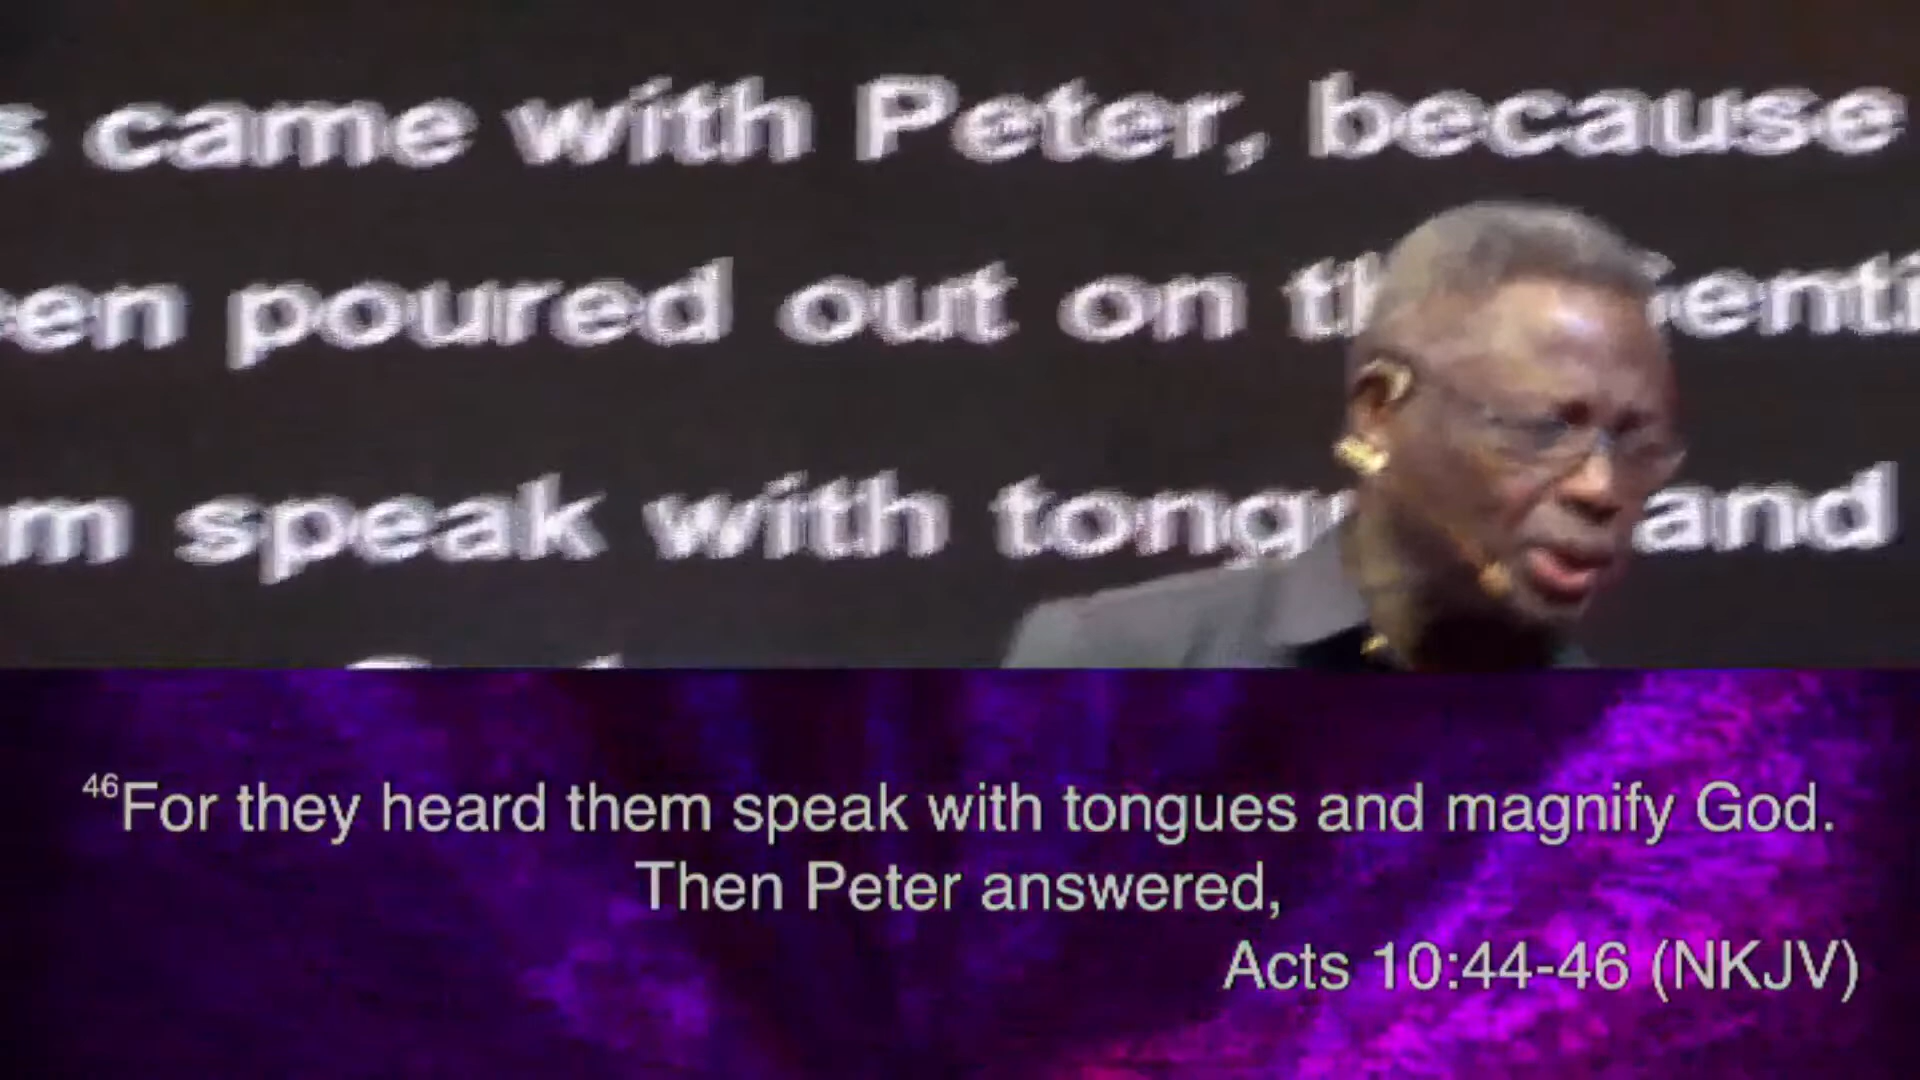 came with Peter, because
poured out on
speak with and
46For they heard them speak with tongues and magnify God.
Then Peter answered,
Acts 10:44-46 (NKJV)